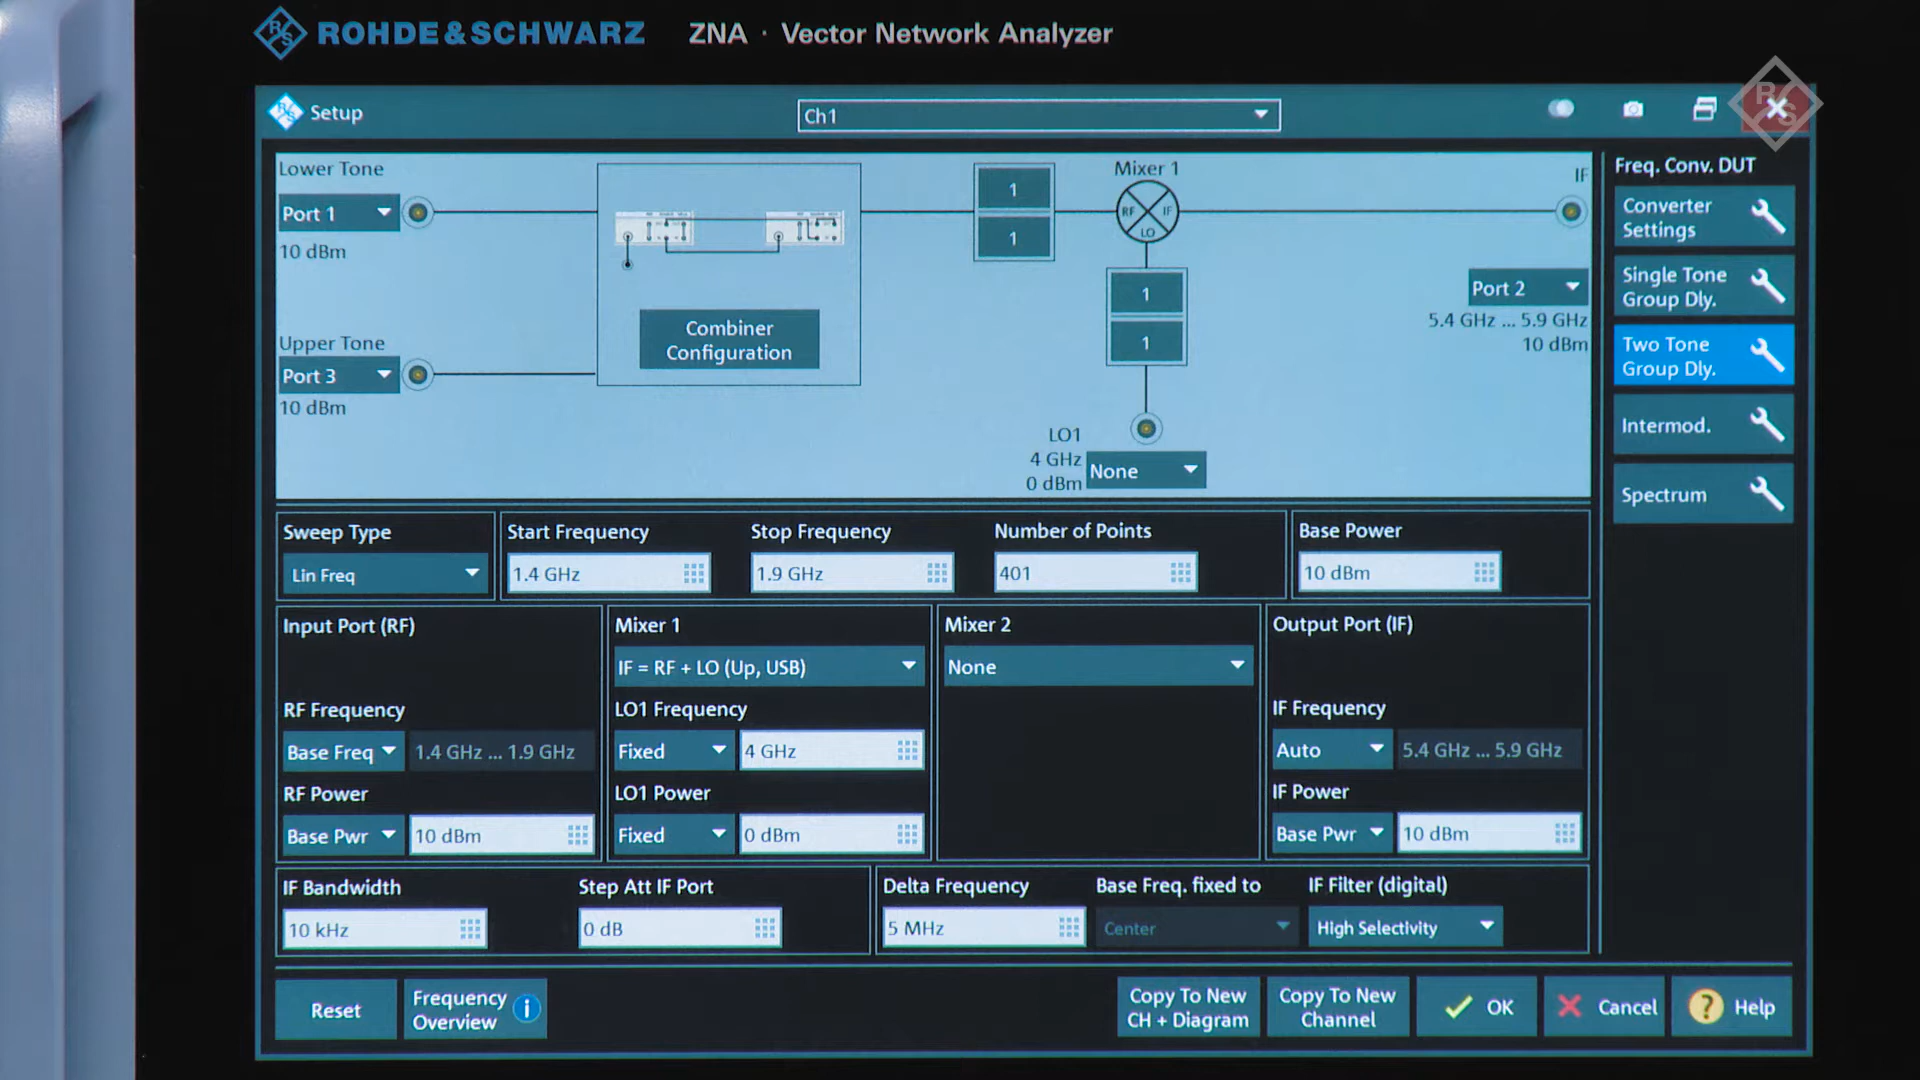 ROHDE & SCHWARZ ZNA · Vector Network Analyzer
Setup
Ch1
Lower Tone
Port 1
10 dBm
Upper Tone
Port 3
10 dBm
Combiner
Configuration
1
1
Mixer 1
RF IF
LO
1
1
LO1
4 GHz
0 dBm
None
IF
Port 2
5.4 GHz ... 5.9 GHz
10 dBm
Freq. Conv. DUT
Converter
Settings
Single Tone
Group Dly.
Two Tone
Group Dly.
Intermod.
Spectrum
Sweep Type
Lin Freq
Start Frequency
1.4 GHz
Stop Frequency
1.9 GHz
Number of Points
401
Base Power
10 dBm
Input Port (RF)
RF Frequency
Base Freq 1.4 GHz ... 1.9 GHz
RF Power
Base Pwr 10 dBm
Mixer 1
IF = RF + LO (Up, USB)
LO1 Frequency
Fixed 4 GHz
LO1 Power
Fixed 0 dBm
Mixer 2
None
Output Port (IF)
IF Frequency
Auto 5.4 GHz ... 5.9 GHz
IF Power
Base Pwr 10 dBm
IF Bandwidth
10 kHz
Step Att IF Port
0 dB
Delta Frequency
5 MHz
Base Freq. fixed to
Center
IF Filter (digital)
High Selectivity
Reset
Frequency
Overview
Copy To New
CH + Diagram
Copy To New
Channel
OK
Cancel
Help